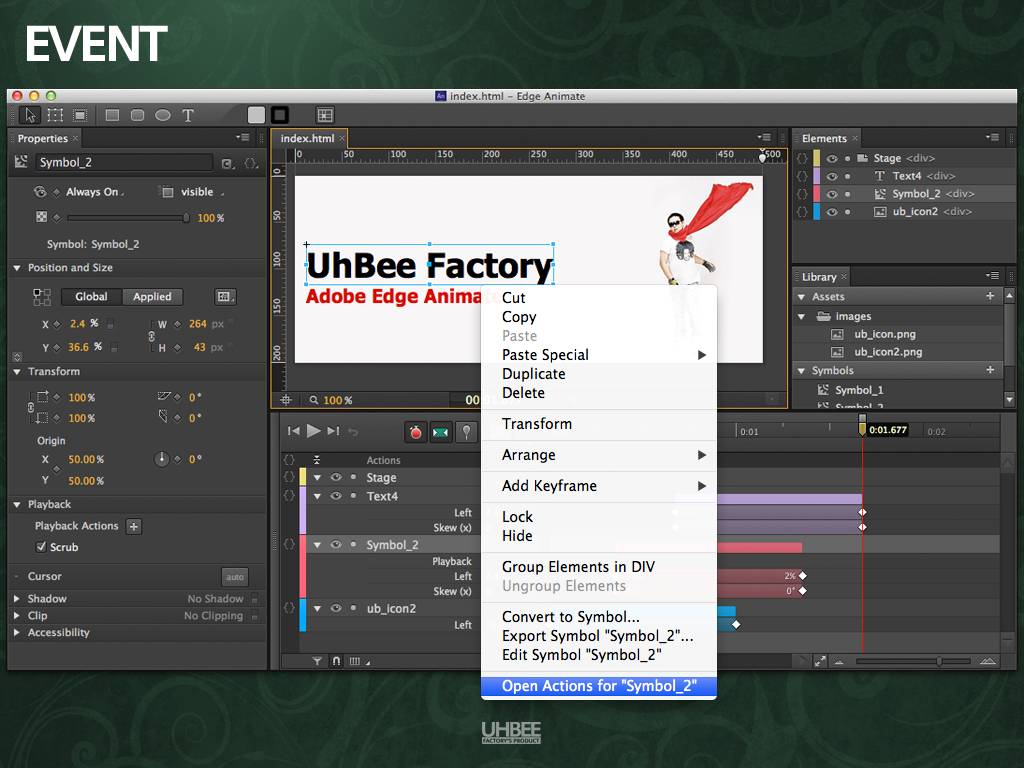 EVENT
An index.html - Edge Animate
T
Properties ×
index.html ×
Elements ×
Symbol_2
0 50 100 150 200 250 300 350 400 450 500
Stage <div>
T Text4 <div>
Symbol_2 <div>
ub_icon2 <div>
Always On
visible
100 %
Symbol: Symbol_2
Position and Size
Global Applied
X 2.4 % W 264 px
Y 36.6 % H 43 px
0
50
100
150
200
UhBee Factory
Adobe Edge Anima
Library ×
Assets +
images
ub_icon.png
ub_icon2.png
Symbols +
Symbol_1
Symbol_2
Transform
100 % 0°
100 % 0°
Origin
X 50.00 % 0°
Y 50.00 %
Playback
Playback Actions +
Scrub
Cursor auto
Shadow No Shadow
Clip No Clipping
Accessibility
100 %
00
Cut
Copy
Paste
Paste Special
Duplicate
Delete
Transform
Arrange
Add Keyframe
Lock
Hide
Group Elements in DIV
Ungroup Elements
Convert to Symbol...
Export Symbol "Symbol_2"...
Edit Symbol "Symbol_2"
Open Actions for "Symbol_2"
0:01 0:01.677 0:02
Actions
Stage
Text4
Left
Skew (x)
Symbol_2
Playback
Left 2%
Skew (x) 0°
ub_icon2
Left
UHBEE
FACTORY'S PRODUCT